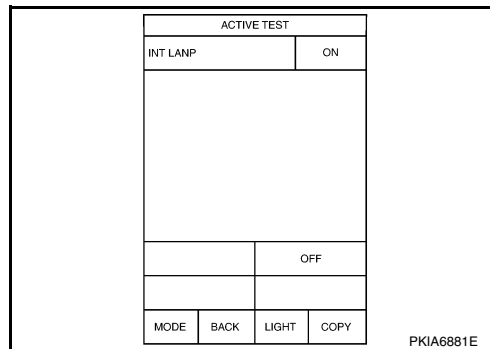 ACTIVE TEST
INT LANP ON
OFF
MODE BACK LIGHT COPY
PKIA6881E